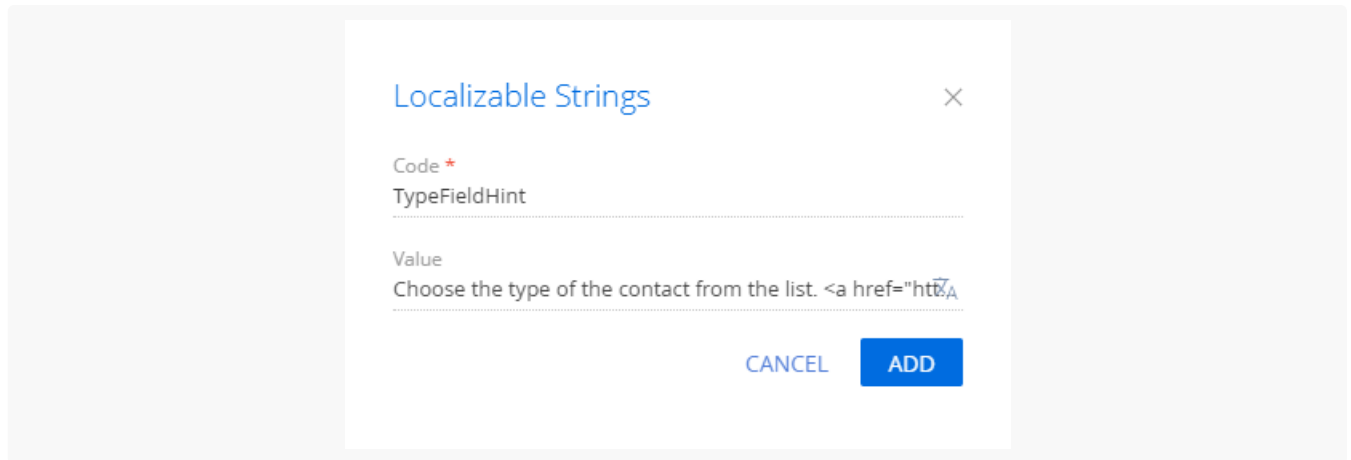 Localizable Strings
Code *
TypeFieldHint
Value
Choose the type of the contact from the list. <a href="htt
CANCEL ADD